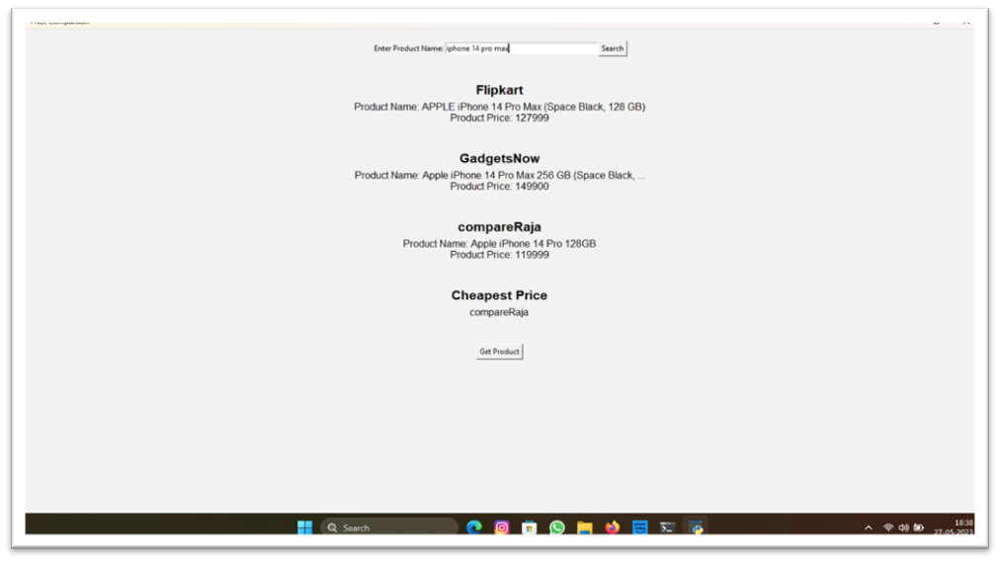 Enter Product Name: iphone 14 pro max Search
Flipkart
Product Name: APPLE iPhone 14 Pro Max (Space Black, 128 GB)
Product Price: 127999
GadgetsNow
Product Name: Apple iPhone 14 Pro Max 256 GB (Space Black, ...
Product Price: 149900
compareRaja
Product Name: Apple iPhone 14 Pro 128GB
Product Price: 119999
Cheapest Price
compareRaja
Get Product
Search
18:38
27-05-2023